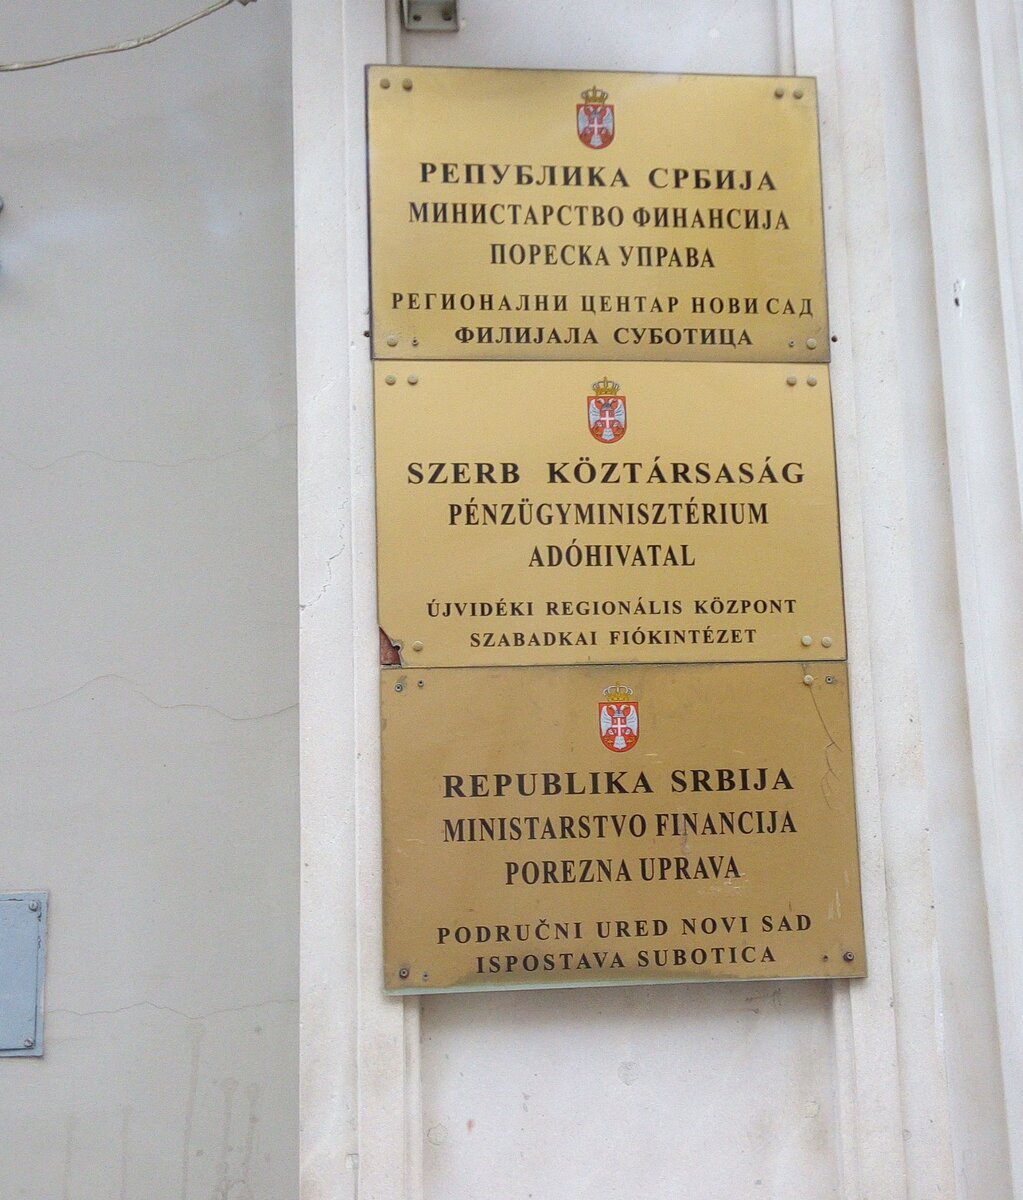 РЕПУБЛИКА СРБИЈА
МИНИСТАРСТВО ФИНАНСИЈА
ПОРЕСКА УПРАВА
РЕГИОНАЛНИ ЦЕНТАР НОВИ САД
ФИЛИЈАЛА СУБОТИЦА
SZERB KÖZTÁRSASÁG
PÉNZÜGYMINISZTÉRIUM
ADÓHIVATAL
ÚJVIDÉKI REGIONÁLIS KÖZPONT
SZABADKAI FIÓKINTÉZET
REPUBLIKA SRBIJA
MINISTARSTVO FINANCIJA
POREZNA UPRAVA
PODRUČNI URED NOVI SAD
ISPOSTAVA SUBOTICA